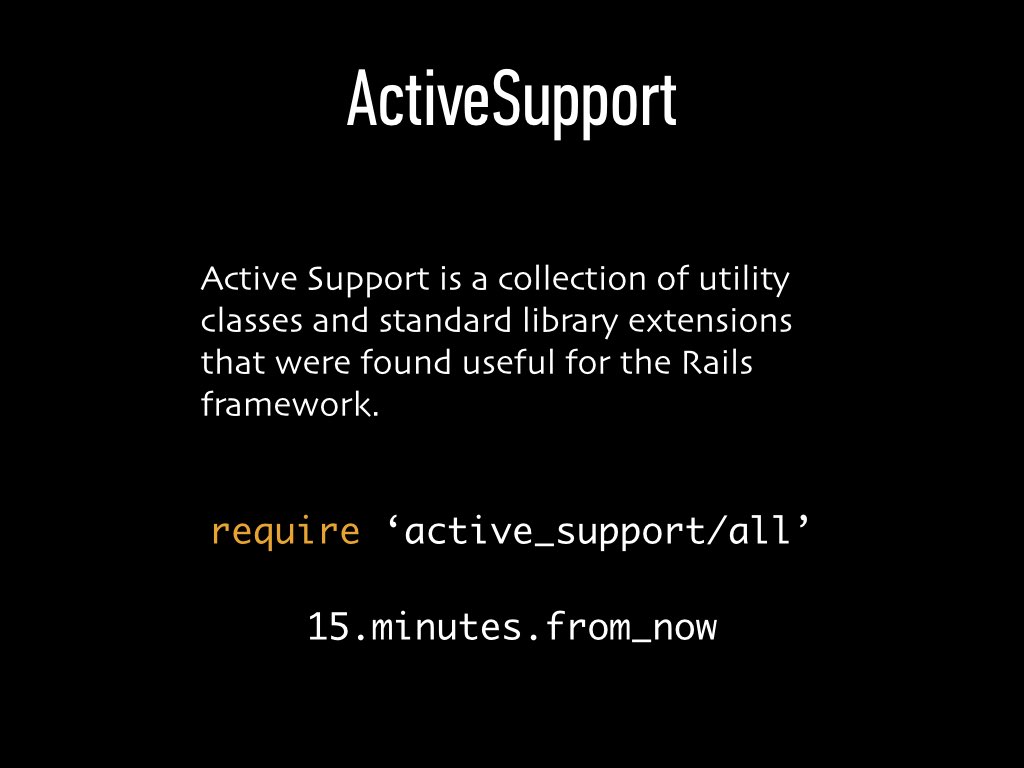 ActiveSupport
Active Support is a collection of utility
classes and standard library extensions
that were found useful for the Rails
framework.
require ‘active_support/all’
15.minutes.from_now